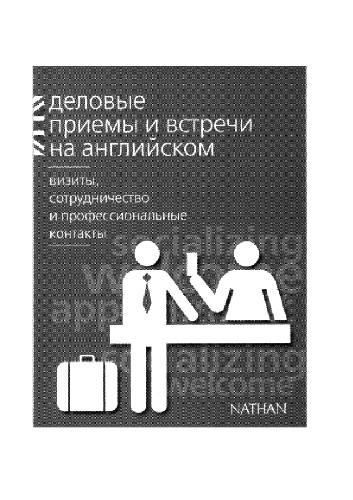 деловые
приемы и встречи
на английском
визиты,
сотрудничество
и профессиональные
контакты
socializing
welcome
socializing
welcome
NATHAN